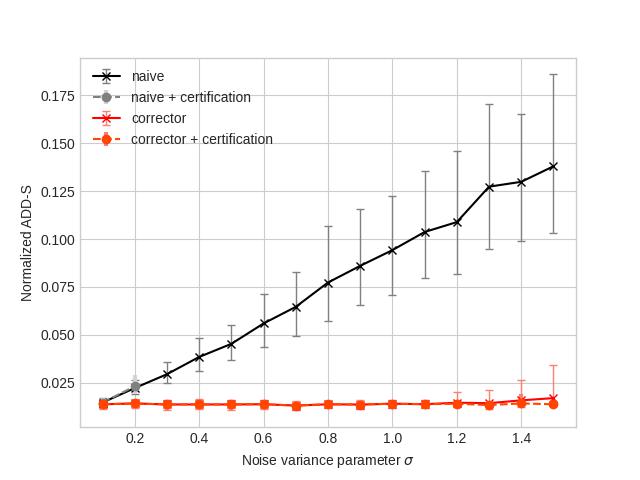 naive
naive + certification
corrector
corrector + certification
0.175
0.150
0.125
0.100
0.075
0.050
0.025
Normalized ADD-S
0.2 0.4 0.6 0.8 1.0 1.2 1.4
Noise variance parameter σ